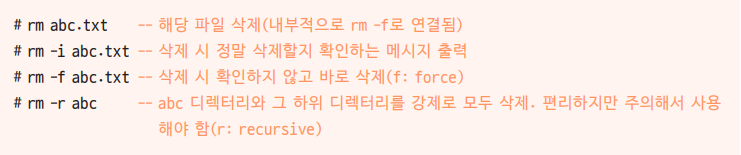 # rm abc.txt -- 해당 파일 삭제(내부적으로 rm -f로 연결됨)
# rm -i abc.txt -- 삭제 시 정말 삭제할지 확인하는 메시지 출력
# rm -f abc.txt -- 삭제 시 확인하지 않고 바로 삭제(f: force)
# rm -r abc -- abc 디렉터리와 그 하위 디렉터리를 강제로 모두 삭제. 편리하지만 주의해서 사용
해야 함(r: recursive)